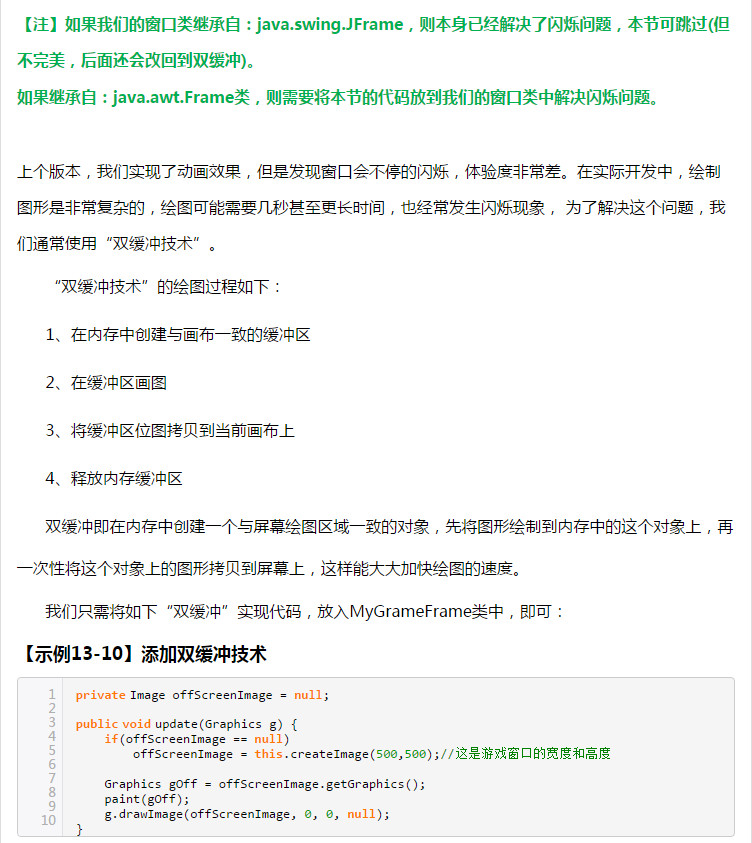 【注】如果我们的窗口类继承自：java.swing.JFrame，则本身已经解决了闪烁问题，本节可跳过(但
不完美，后面还会改回到双缓冲)。
如果继承自：java.awt.Frame类，则需要将本节的代码放到我们的窗口类中解决闪烁问题。
上个版本，我们实现了动画效果，但是发现窗口会不停的闪烁，体验度非常差。在实际开发中，绘制
图形是非常复杂的，绘图可能需要几秒甚至更长时间，也经常发生闪烁现象， 为了解决这个问题，我
们通常使用“双缓冲技术”。
“双缓冲技术”的绘图过程如下：
1、在内存中创建与画布一致的缓冲区
2、在缓冲区画图
3、将缓冲区位图拷贝到当前画布上
4、释放内存缓冲区
双缓冲即在内存中创建一个与屏幕绘图区域一致的对象，先将图形绘制到内存中的这个对象上，再
一次性将这个对象上的图形拷贝到屏幕上，这样能大大加快绘图的速度。
我们只需将如下“双缓冲”实现代码，放入MyGrameFrame类中，即可：
【示例13-10】添加双缓冲技术
1 private Image offScreenImage = null;
2
3 public void update(Graphics g) {
4 if(offScreenImage == null)
5 offScreenImage = this.createImage(500,500);//这是游戏窗口的宽度和高度
6
7 Graphics gOff = offScreenImage.getGraphics();
8 paint(gOff);
9 g.drawImage(offScreenImage, 0, 0, null);
10 }